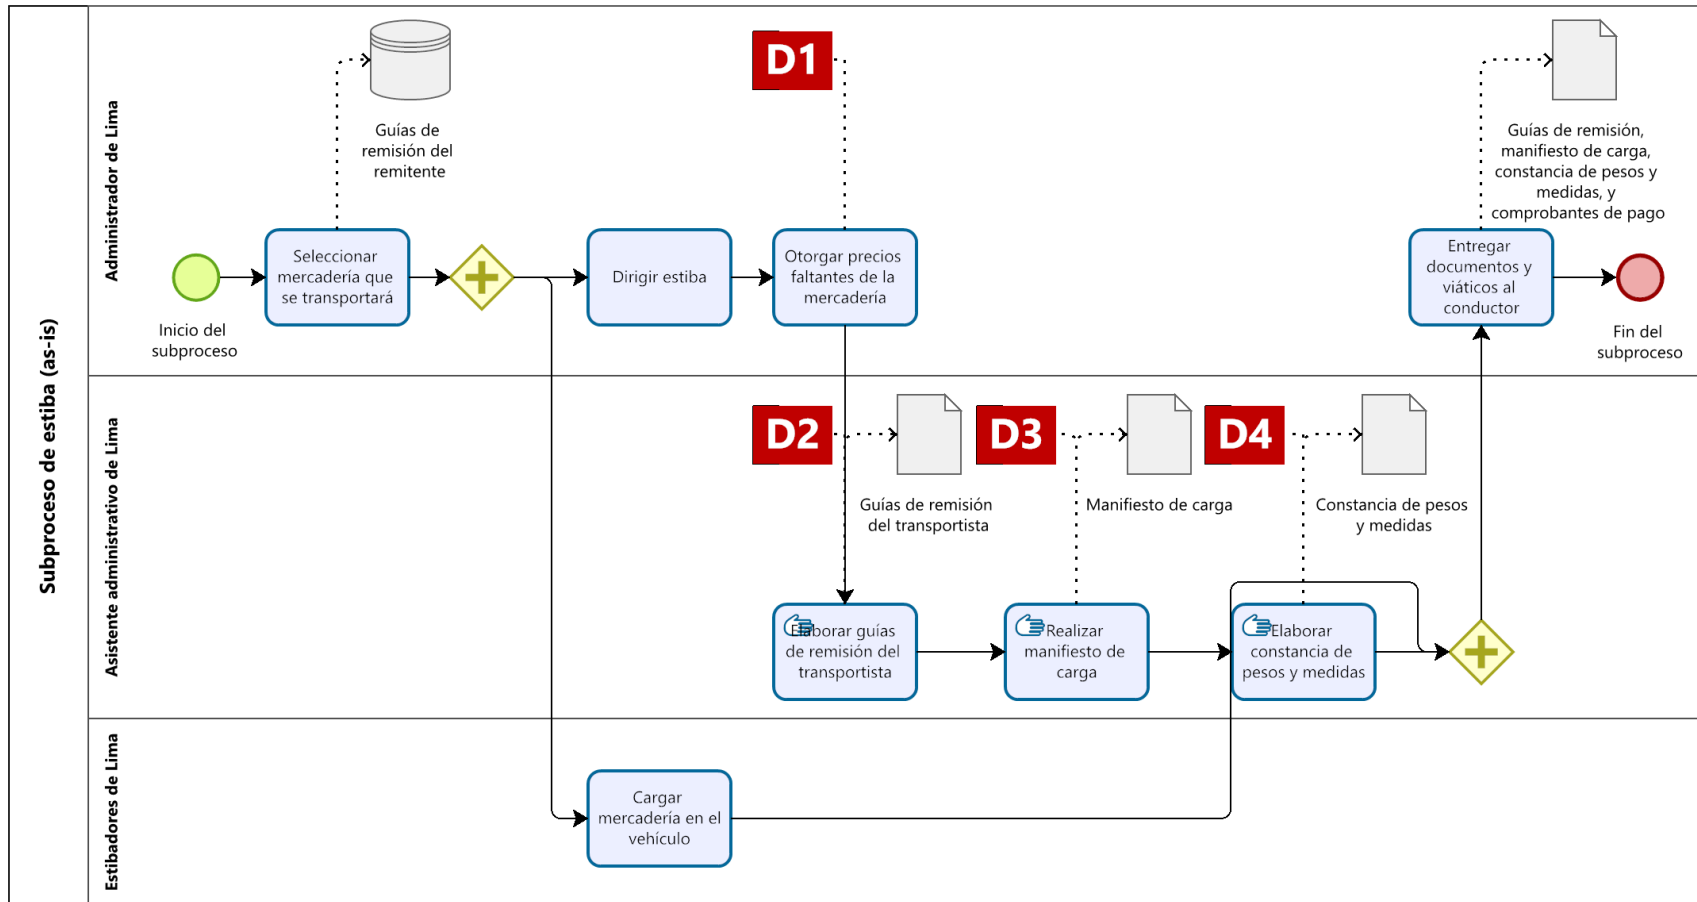 Subproceso de estiba (as-is)
Administrador de Lima
Guías de
remisión del
remitente
D1
Guías de remisión,
manifiesto de carga,
constancia de pesos y
medidas, y
comprobantes de pago
Inicio del
subproceso
Seleccionar
mercadería que
se transportará
Dirigir estiba
Otorgar precios
faltantes de la
mercadería
Entregar
documentos y
viáticos al
conductor
Fin del
subproceso
Asistente administrativo de Lima
D2
Guías de remisión
del transportista
D3
Manifiesto de carga
D4
Constancia de pesos
y medidas
Elaborar guías
de remisión del
transportista
Realizar
manifiesto de
carga
Elaborar
constancia de
pesos y medidas
Estibadores de Lima
Cargar
mercadería en el
vehículo